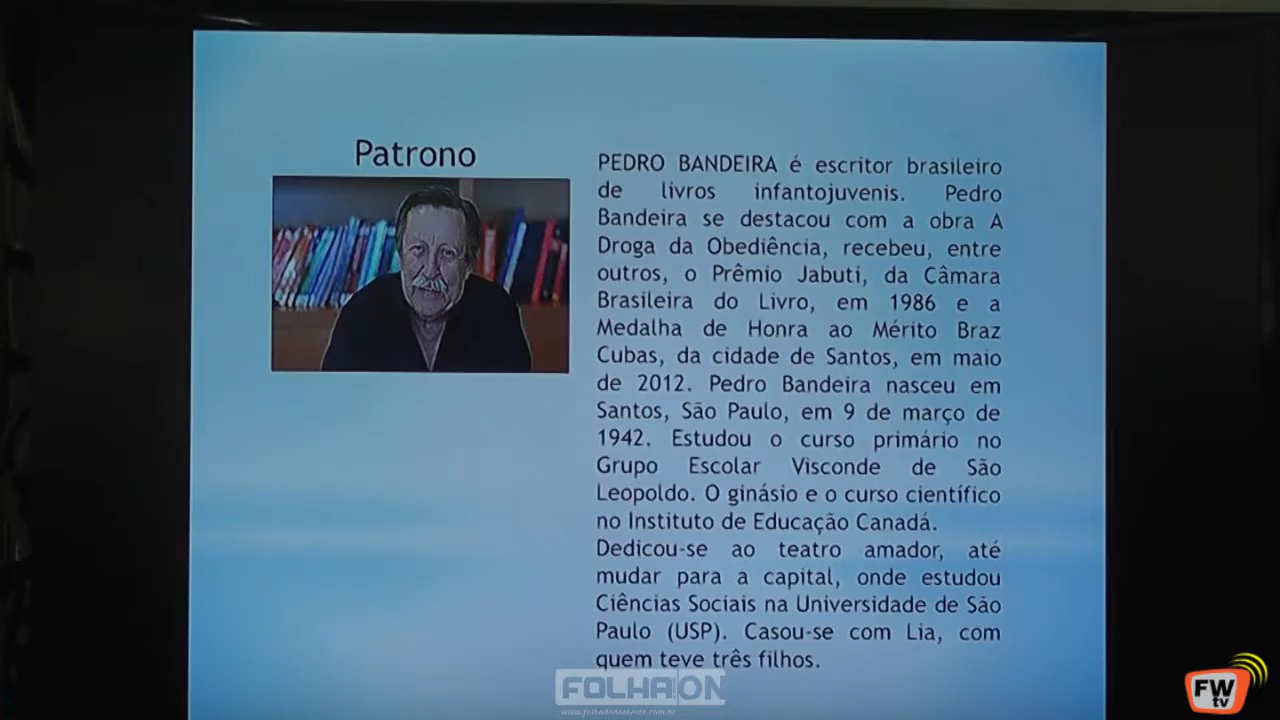 Patrono
PEDRO BANDEIRA é escritor brasileiro
de livros infantojuvenis. Pedro
Bandeira se destacou com a obra A
Droga da Obediência, recebeu, entre
outros, o Prêmio Jabuti, da Câmara
Brasileira do Livro, em 1986 e a
Medalha de Honra ao Mérito Braz
Cubas, da cidade de Santos, em maio
de 2012. Pedro Bandeira nasceu em
Santos, São Paulo, em 9 de março de
1942. Estudou o curso primário no
Grupo Escolar Visconde de São
Leopoldo. O ginásio e o curso científico
no Instituto de Educação Canadá.
Dedicou-se ao teatro amador, até
mudar para a capital, onde estudou
Ciências Sociais na Universidade de São
Paulo (USP). Casou-se com Lia, com
quem teve três filhos.
FOLHA ON
www.folhadonoroeste.com.br
FW
tv